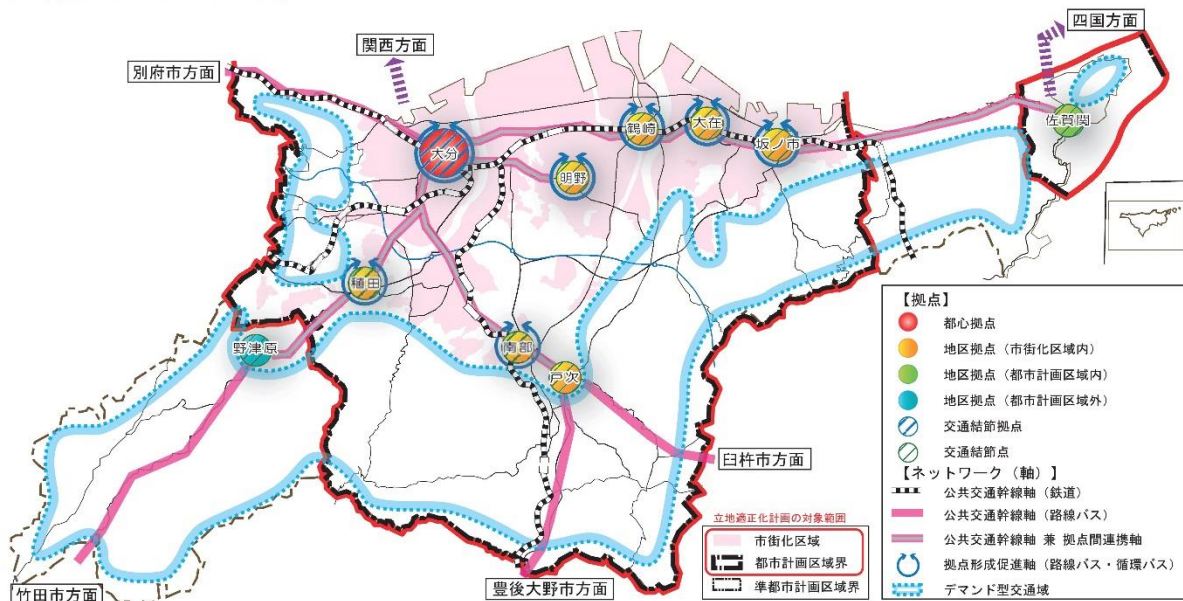 四国方面
関西方面
別府市方面
佐賀関
鶴崎
大在
坂ノ市
大分
明野
稙田
野津原
南部
戸次
臼杵市方面
豊後大野市方面
竹田市方面
立地適正化計画の対象範囲
市街化区域
都市計画区域界
準都市計画区域界
【拠点】
都心拠点
地区拠点（市街化区域内）
地区拠点（都市計画区域内）
地区拠点（都市計画区域外）
交通結節拠点
交通結節点
【ネットワーク（軸）】
公共交通幹線軸（鉄道）
公共交通幹線軸（路線バス）
公共交通幹線軸 兼 拠点間連携軸
拠点形成促進軸（路線バス・循環バス）
デマンド型交通域